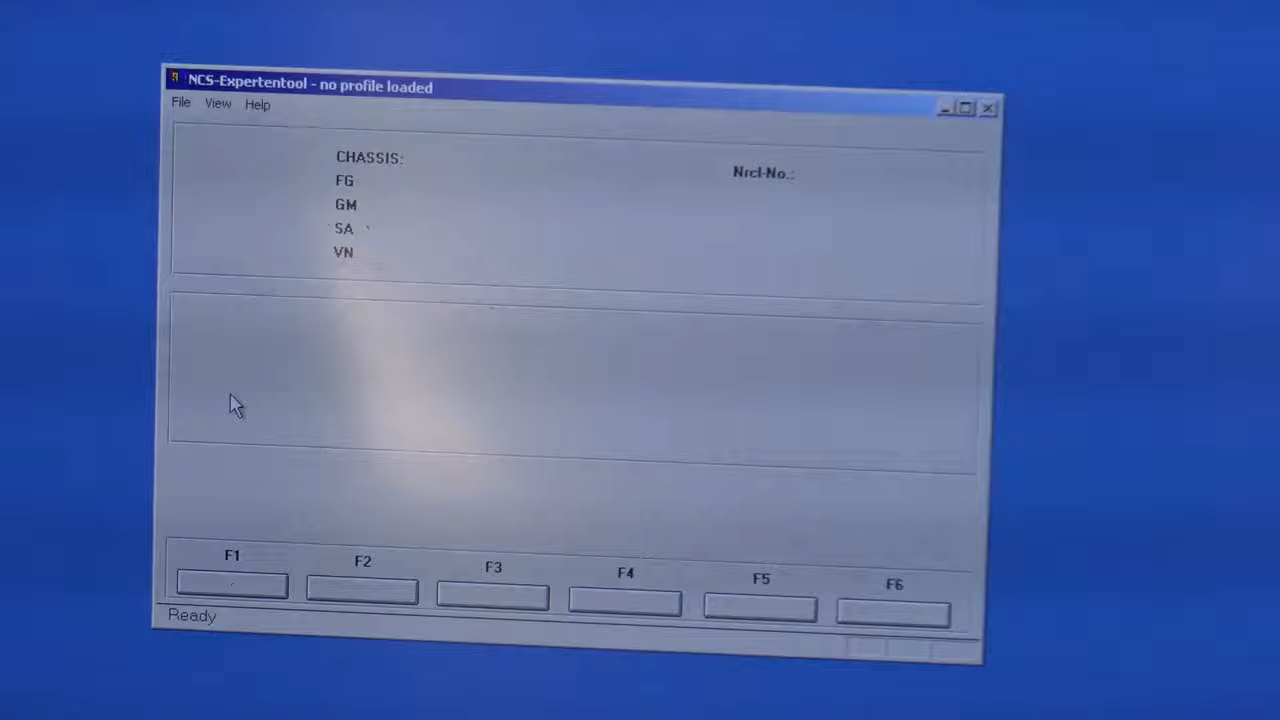 NCS-Expertentool - no profile loaded
File View Help
CHASSIS:
Nrcl-No.:
FG
GM
SA
VN
F1 F2 F3 F4 F5 F6
Ready